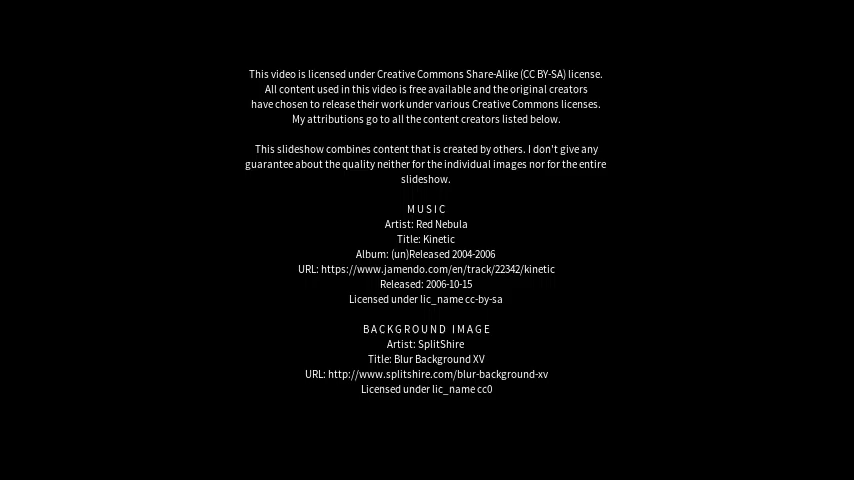 This video is licensed under Creative Commons Share-Alike (CC BY-SA) license.
All content used in this video is free available and the original creators
have chosen to release their work under various Creative Commons licenses.
My attributions go to all the content creators listed below.
This slideshow combines content that is created by others. I don't give any
guarantee about the quality neither for the individual images nor for the entire
slideshow.
MUSIC
Artist: Red Nebula
Title: Kinetic
Album: (un)Released 2004-2006
URL: https://www.jamendo.com/en/track/22342/kinetic
Released: 2006-10-15
Licensed under lic_name cc-by-sa
BACKGROUND IMAGE
Artist: SplitShire
Title: Blur Background XV
URL: http://www.splitshire.com/blur-background-xv
Licensed under lic_name cc0